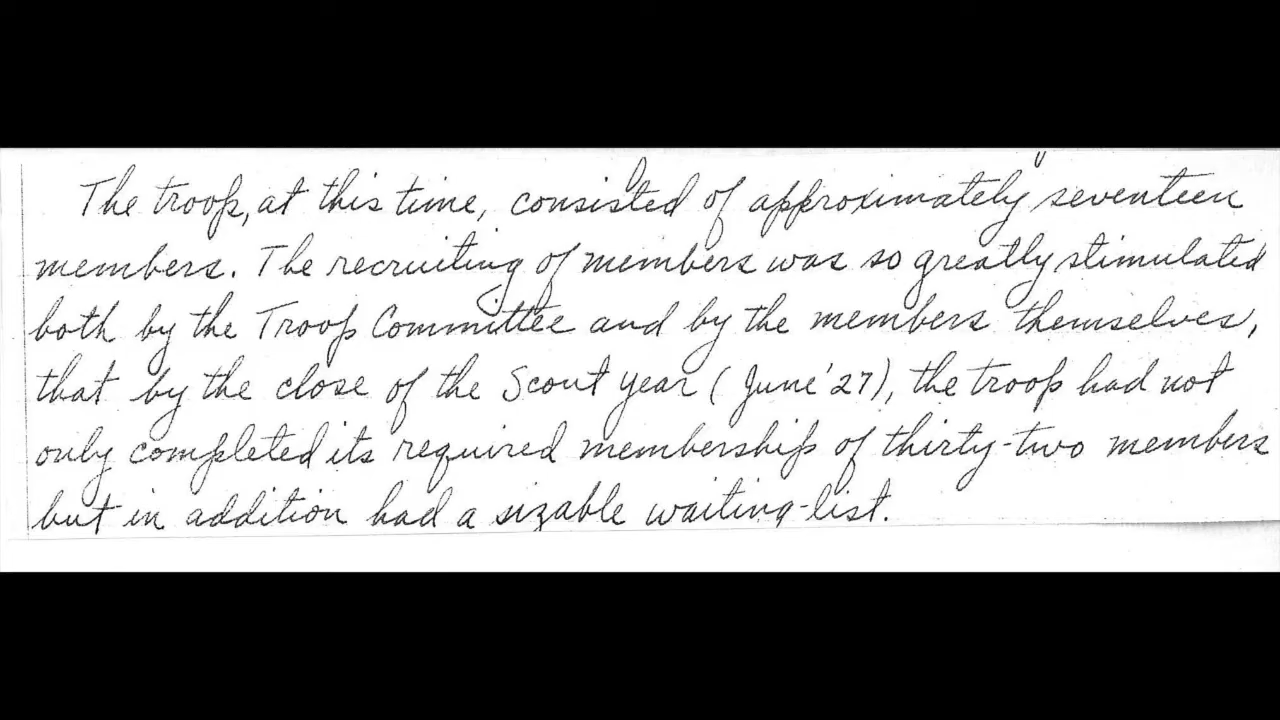 The troop, at this time, consisted of approximately seventeen
members. The recruiting of members was so greatly stimulated
both by the Troop Committee and by the members themselves,
that by the close of the Scout year (June '27), the troop had not
only completed its required membership of thirty-two members
but in addition had a sizable waiting-list.